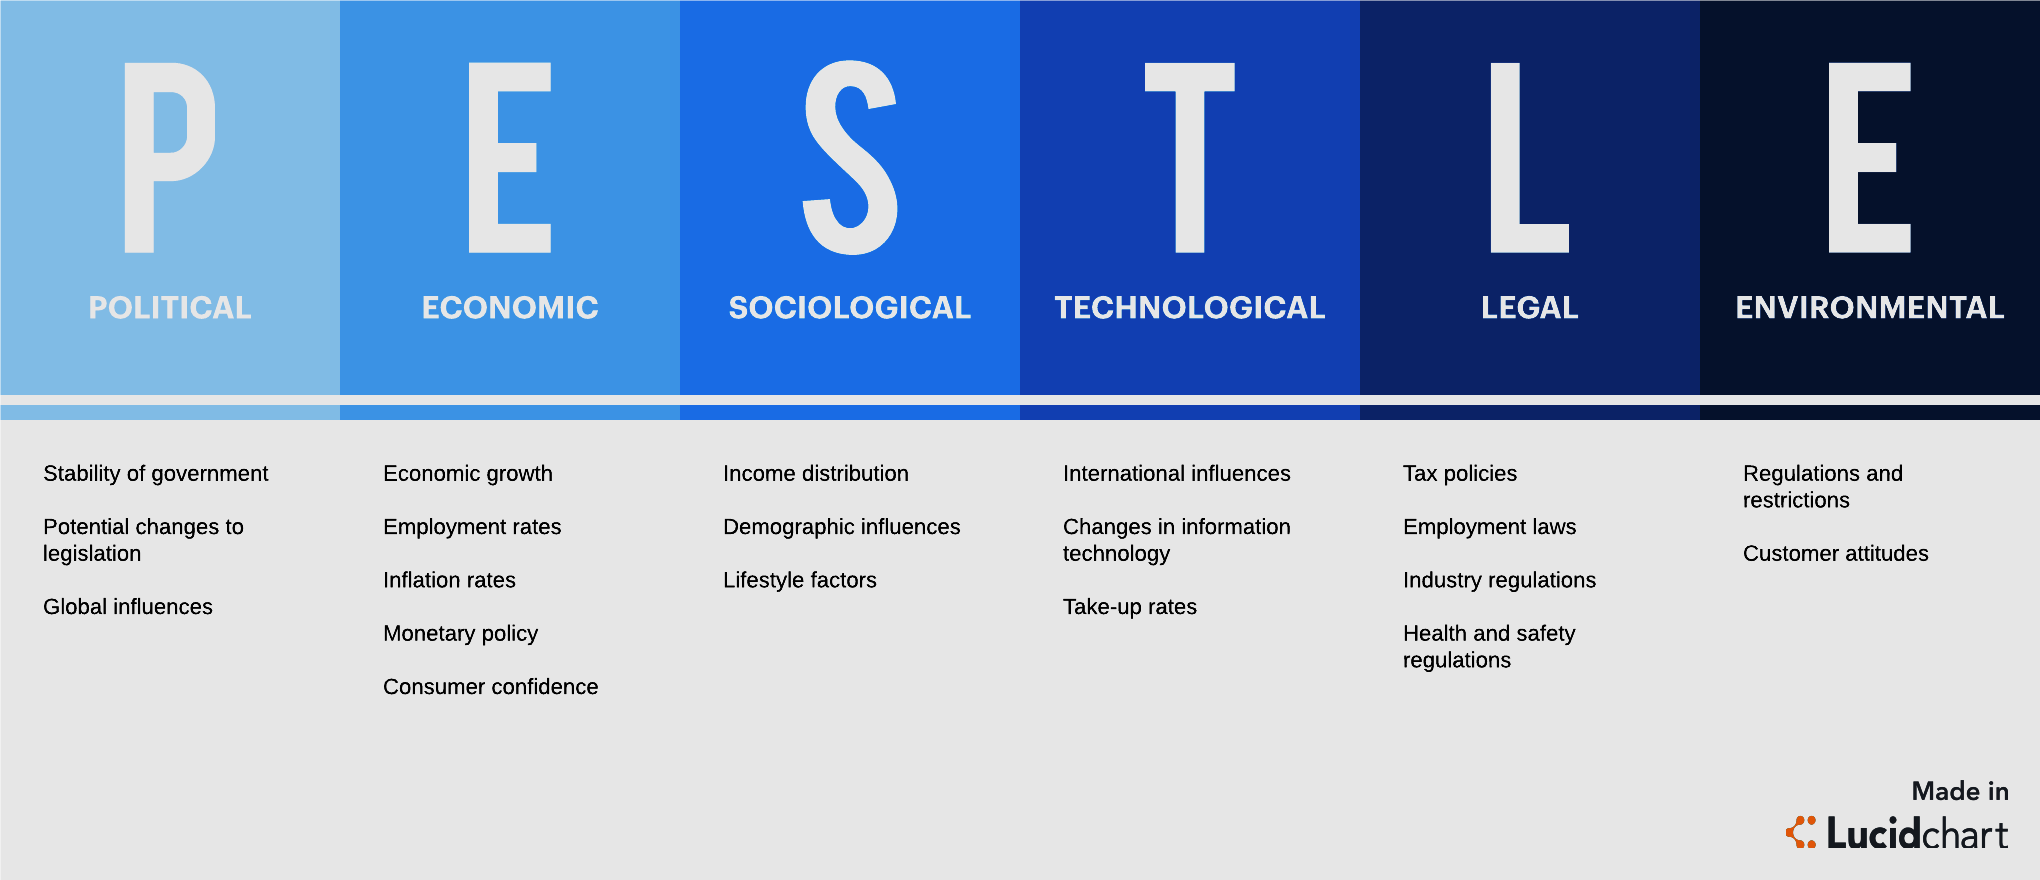 P
E
S
T
L
E
POLITICAL
ECONOMIC
SOCIOLOGICAL
TECHNOLOGICAL
LEGAL
ENVIRONMENTAL
Stability of government
Potential changes to
legislation
Global influences
Economic growth
Employment rates
Inflation rates
Monetary policy
Consumer confidence
Income distribution
Demographic influences
Lifestyle factors
International influences
Changes in information
technology
Take-up rates
Tax policies
Employment laws
Industry regulations
Health and safety
regulations
Regulations and
restrictions
Customer attitudes
Made in
Lucidchart